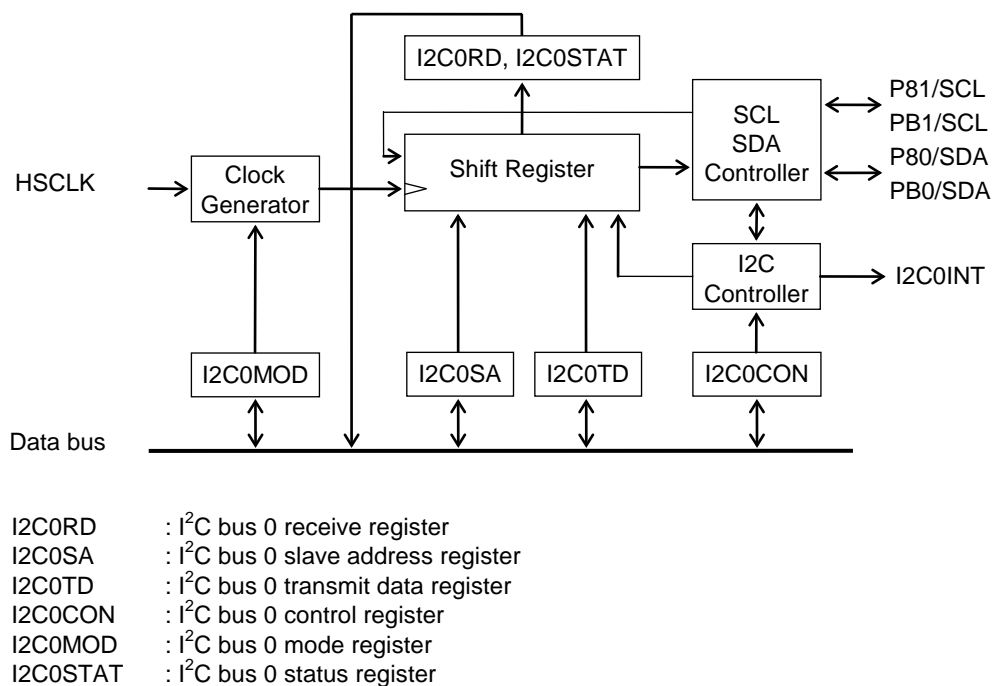 I2C0RD, I2C0STAT
P81/SCL
SCL
PB1/SCL
SDA
Controller
P80/SDA
PB0/SDA
HSCLK
Clock
Generator
Shift Register
I2C
Controller
I2C0INT
I2C0MOD
I2C0SA
I2C0TD
I2C0CON
Data bus
I2C0RD : I²C bus 0 receive register
I2C0SA : I²C bus 0 slave address register
I2C0TD : I²C bus 0 transmit data register
I2C0CON : I²C bus 0 control register
I2C0MOD : I²C bus 0 mode register
I2C0STAT : I²C bus 0 status register